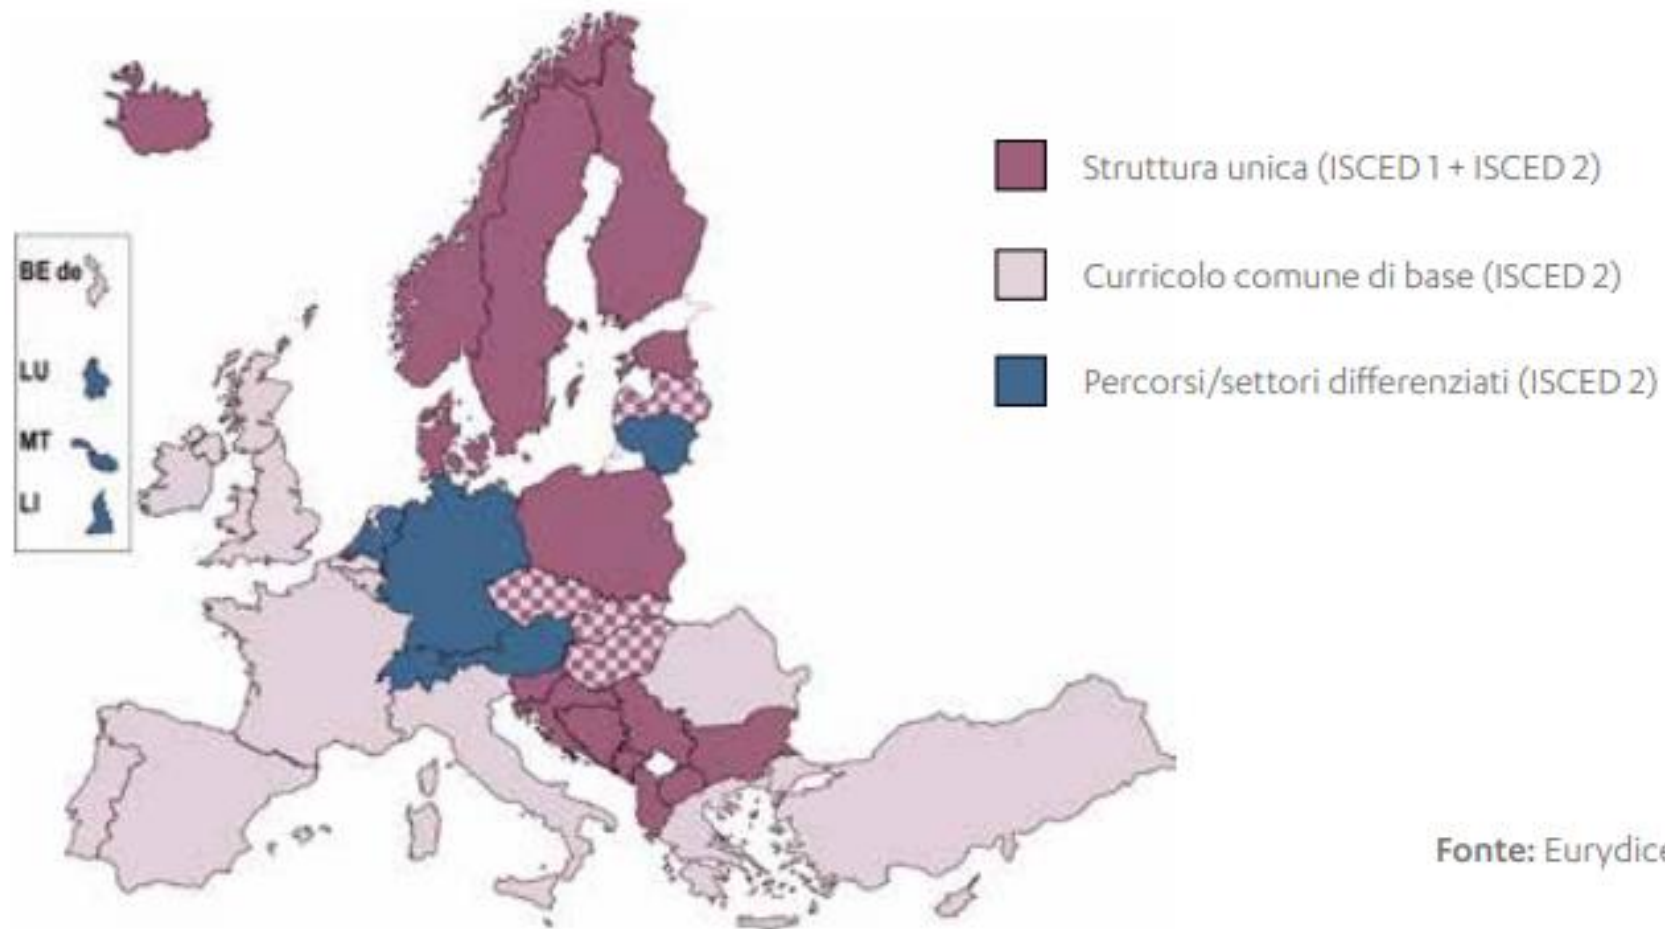 BE de
LU
MT
LI
Struttura unica (ISCED 1 + ISCED 2)
Curricolo comune di base (ISCED 2)
Percorsi/settori differenziati (ISCED 2)
Fonte: Eurydice